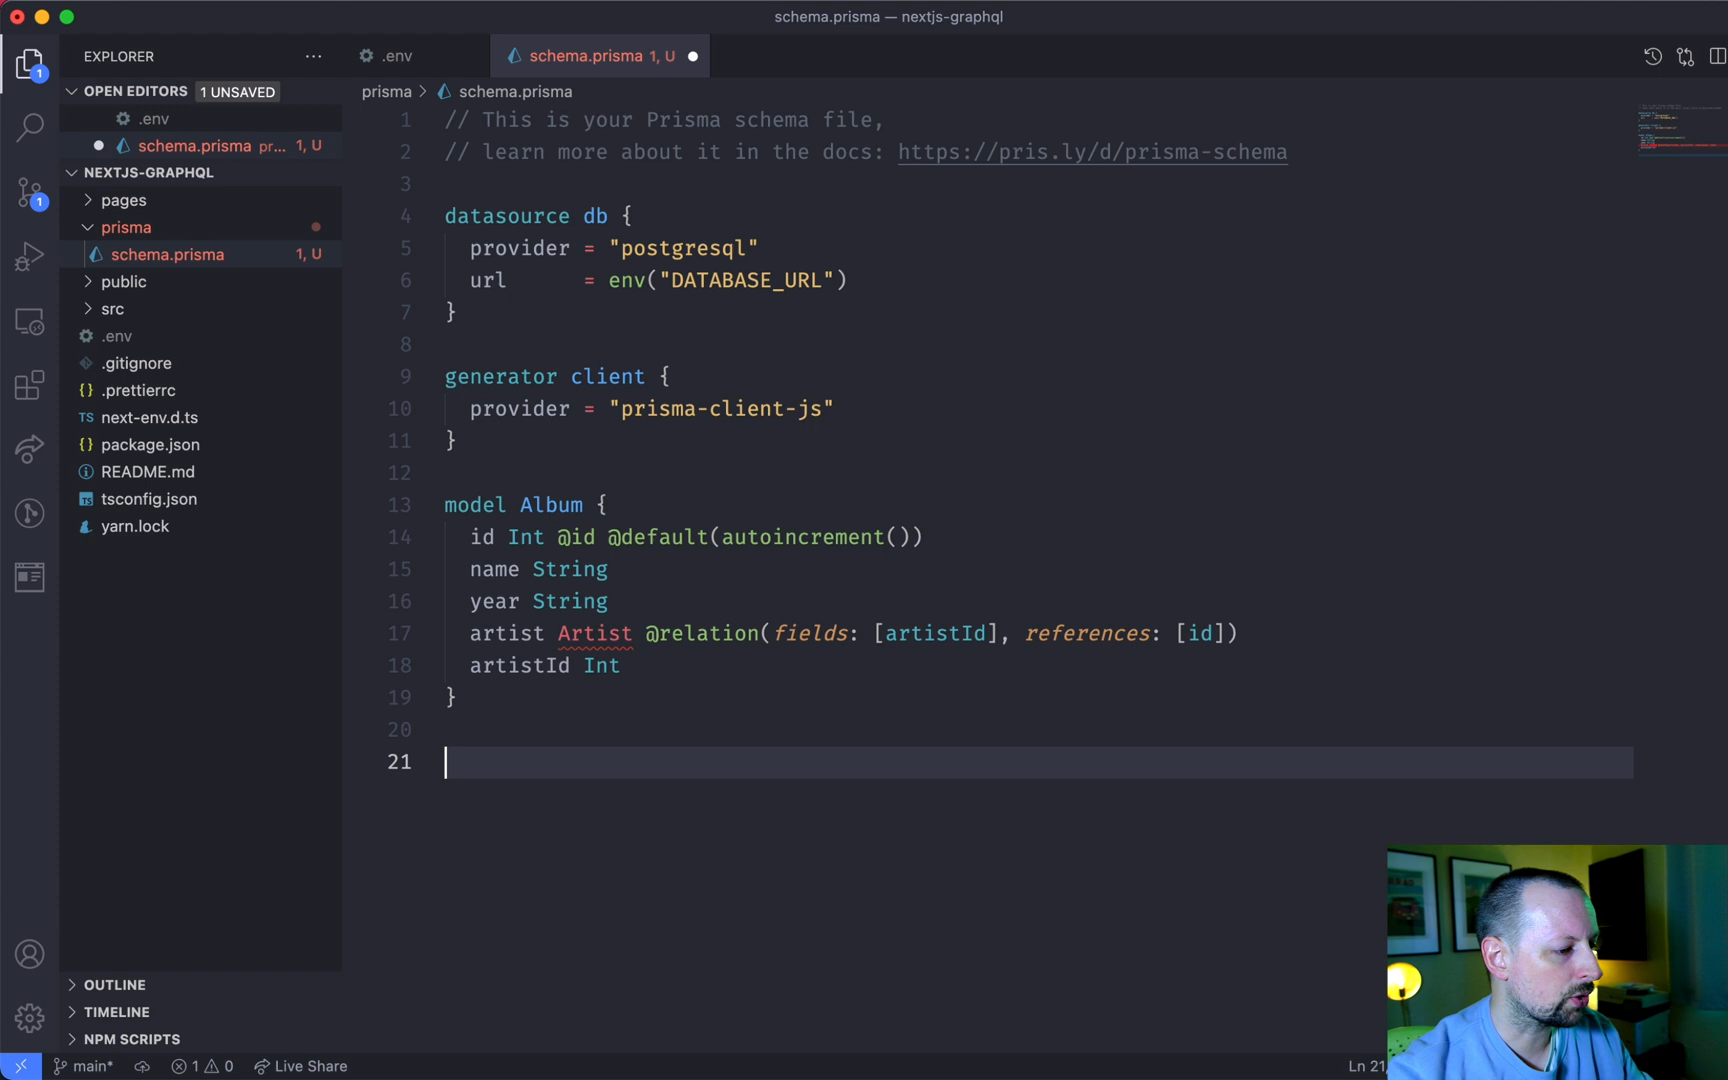 schema.prisma — nextjs-graphql
EXPLORER
.env
schema.prisma 1, U
OPEN EDITORS 1 UNSAVED
.env
schema.prisma pr... 1, U
NEXTJS-GRAPHQL
pages
prisma
schema.prisma 1, U
public
src
.env
.gitignore
{} .prettierrc
TS next-env.d.ts
{} package.json
README.md
TS tsconfig.json
yarn.lock
OUTLINE
TIMELINE
NPM SCRIPTS
1
1
prisma > schema.prisma
1 // This is your Prisma schema file,
2 // learn more about it in the docs: https://pris.ly/d/prisma-schema
3
4 datasource db {
5 provider = "postgresql"
6 url = env("DATABASE_URL")
7 }
8
9 generator client {
10 provider = "prisma-client-js"
11 }
12
13 model Album {
14 id Int @id @default(autoincrement())
15 name String
16 year String
17 artist Artist @relation(fields: [artistId], references: [id])
18 artistId Int
19 }
20
21
main* 1 0 Live Share
Ln 21,